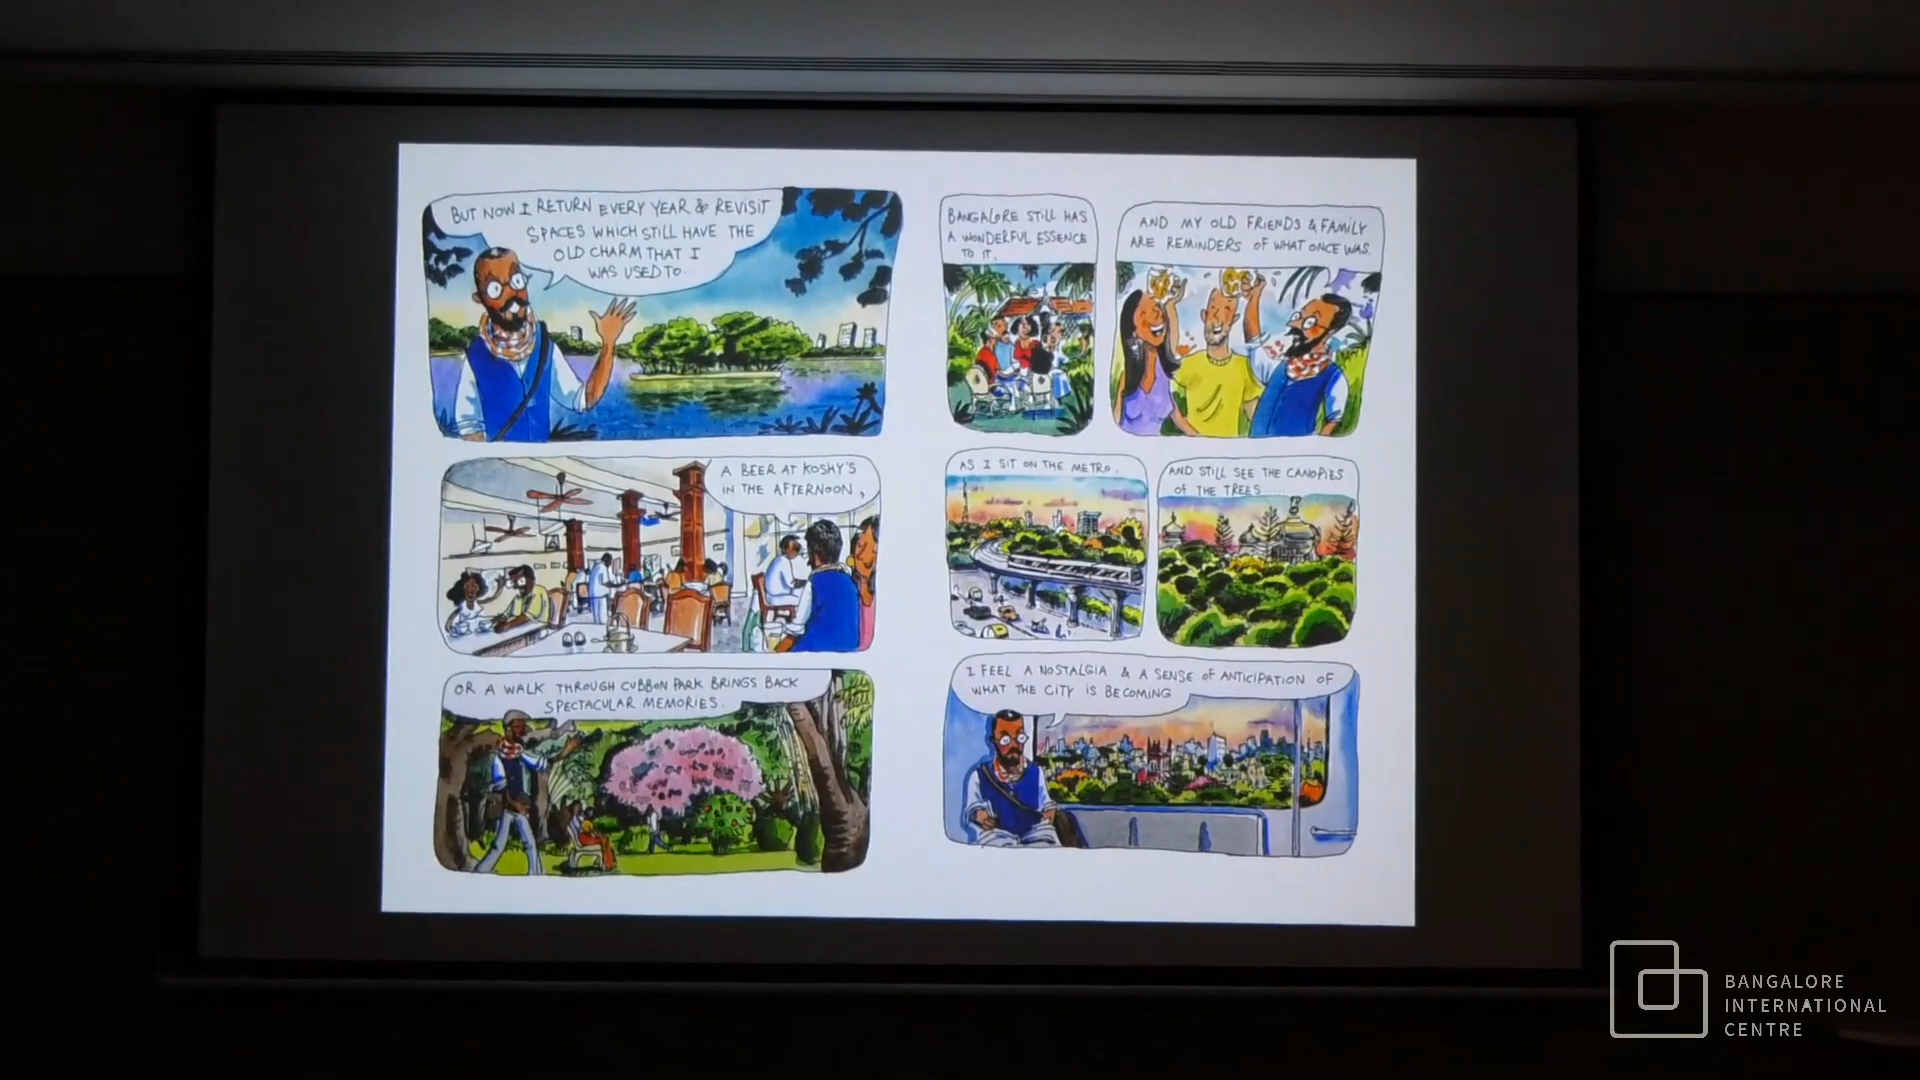 BUT NOW I RETURN EVERY YEAR & REVISIT
SPACES WHICH STILL HAVE THE
OLD CHARM THAT I
WAS USED TO
A BEER AT KOSHY'S
IN THE AFTERNOON,
OR A WALK THROUGH CUBBON PARK BRINGS BACK
SPECTACULAR MEMORIES.
BANGALORE STILL HAS
A WONDERFUL ESSENCE
TO IT.
AND MY OLD FRIENDS & FAMILY
ARE REMINDERS OF WHAT ONCE WAS.
AS I SIT ON THE METRO,
AND STILL SEE THE CANOPIES
OF THE TREES......
I FEEL A NOSTALGIA & A SENSE OF ANTICIPATION OF
WHAT THE CITY IS BECOMING
BANGALORE
INTERNATIONAL
CENTRE